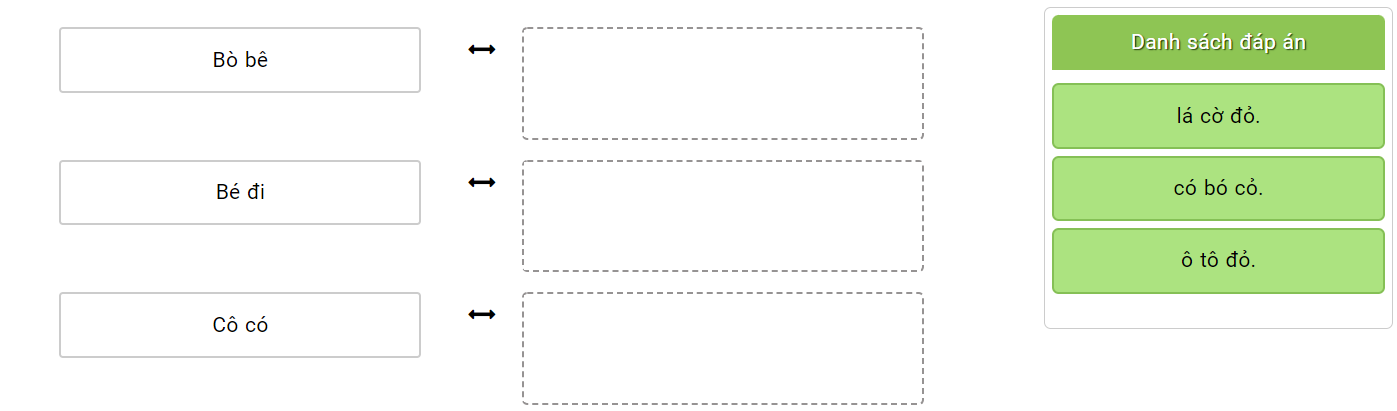 Bò bê
Bé đi
Cô có
Danh sách đáp án
lá cờ đỏ.
có bó cỏ.
ô tô đỏ.